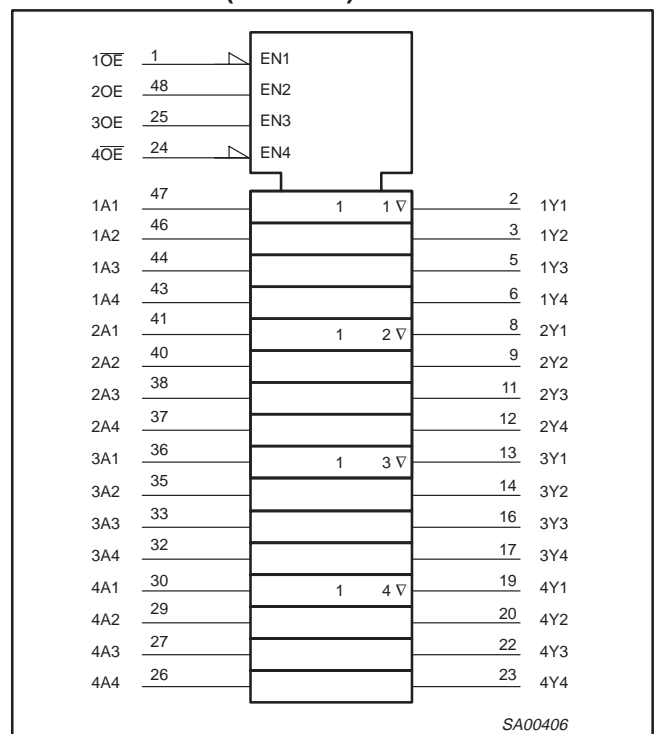 1O̅E̅ 1 EN1
2OE 48 EN2
3OE 25 EN3
4O̅E̅ 24 EN4
1A1 47 1 1 ∇ 2 1Y1
1A2 46 3 1Y2
1A3 44 5 1Y3
1A4 43 6 1Y4
2A1 41 1 2 ∇ 8 2Y1
2A2 40 9 2Y2
2A3 38 11 2Y3
2A4 37 12 2Y4
3A1 36 1 3 ∇ 13 3Y1
3A2 35 14 3Y2
3A3 33 16 3Y3
3A4 32 17 3Y4
4A1 30 1 4 ∇ 19 4Y1
4A2 29 20 4Y2
4A3 27 22 4Y3
4A4 26 23 4Y4
SA00406